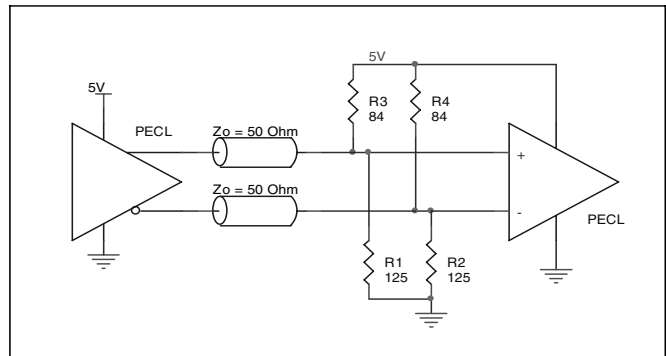 5V
5V
R3
84
R4
84
PECL
Zo = 50 Ohm
+
Zo = 50 Ohm
-
PECL
R1
125
R2
125